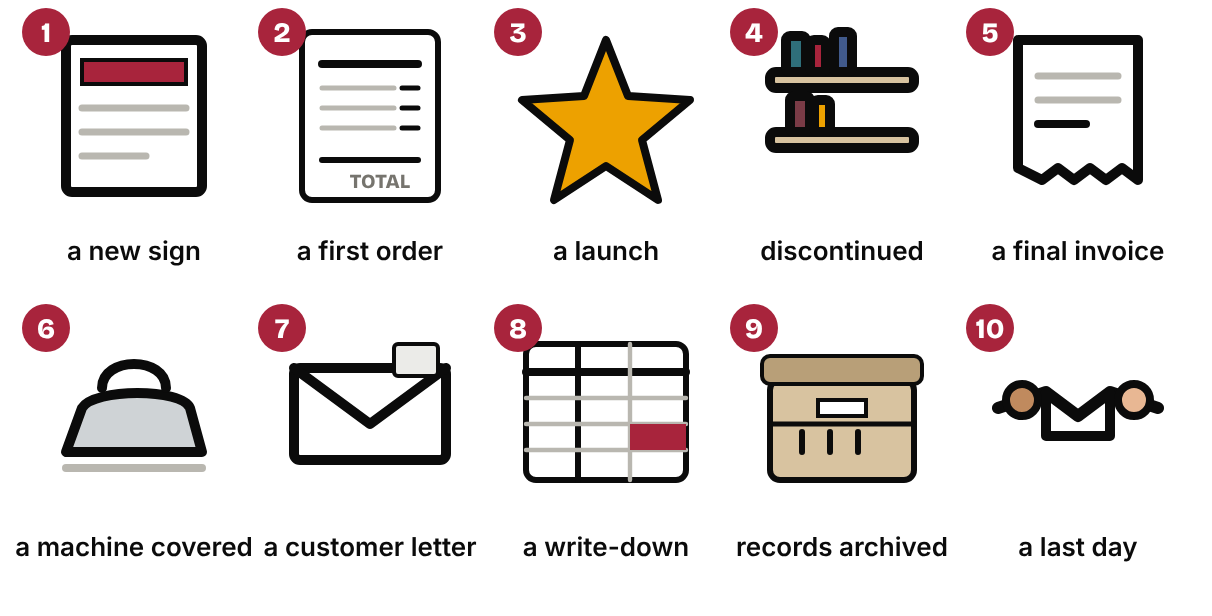 1
2
3
4
5
TOTAL
a new sign
a first order
a launch
discontinued
a final invoice
6
7
8
9
10
a machine covered
a customer letter
a write-down
records archived
a last day